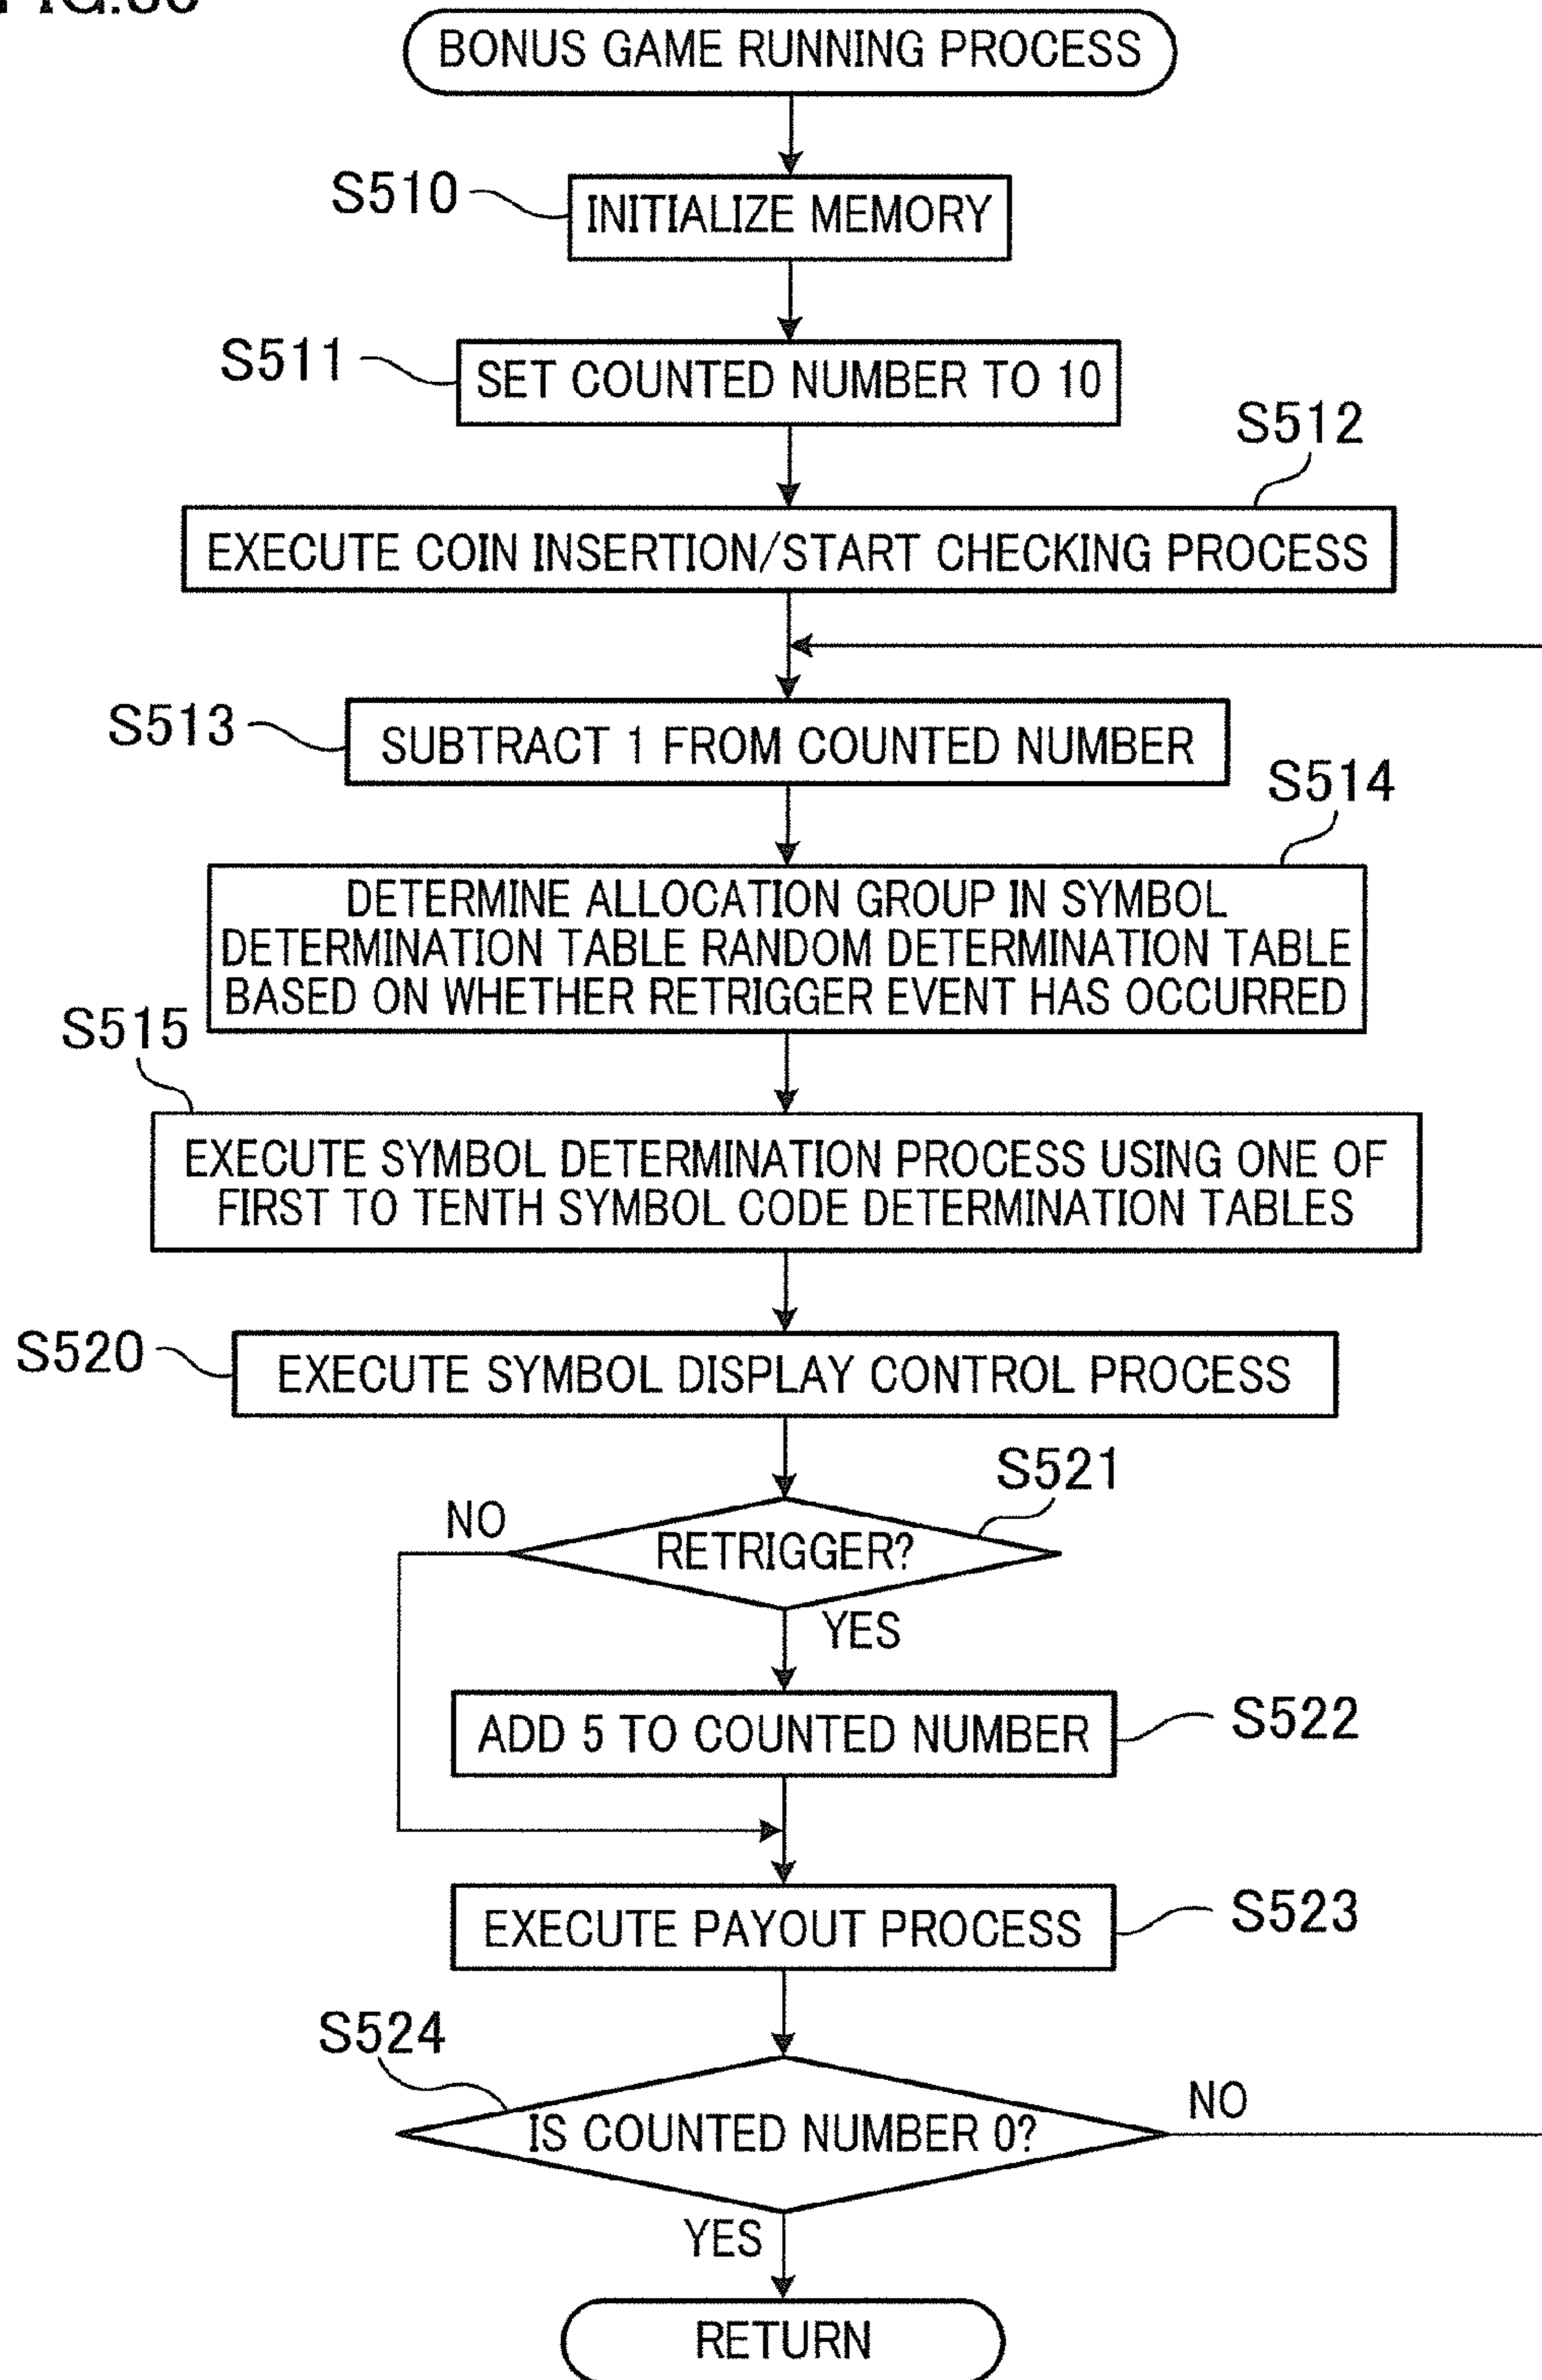 BONUS GAME RUNNING PROCESS
S510
INITIALIZE MEMORY
S511
SET COUNTED NUMBER TO 10
S512
EXECUTE COIN INSERTION/START CHECKING PROCESS
S513
SUBTRACT 1 FROM COUNTED NUMBER
S514
DETERMINE ALLOCATION GROUP IN SYMBOL
DETERMINATION TABLE RANDOM DETERMINATION TABLE
BASED ON WHETHER RETRIGGER EVENT HAS OCCURRED
S515
EXECUTE SYMBOL DETERMINATION PROCESS USING ONE OF
FIRST TO TENTH SYMBOL CODE DETERMINATION TABLES
S520
EXECUTE SYMBOL DISPLAY CONTROL PROCESS
S521
NO
RETRIGGER?
YES
ADD 5 TO COUNTED NUMBER
S522
EXECUTE PAYOUT PROCESS
S523
S524
IS COUNTED NUMBER 0?
NO
YES
RETURN